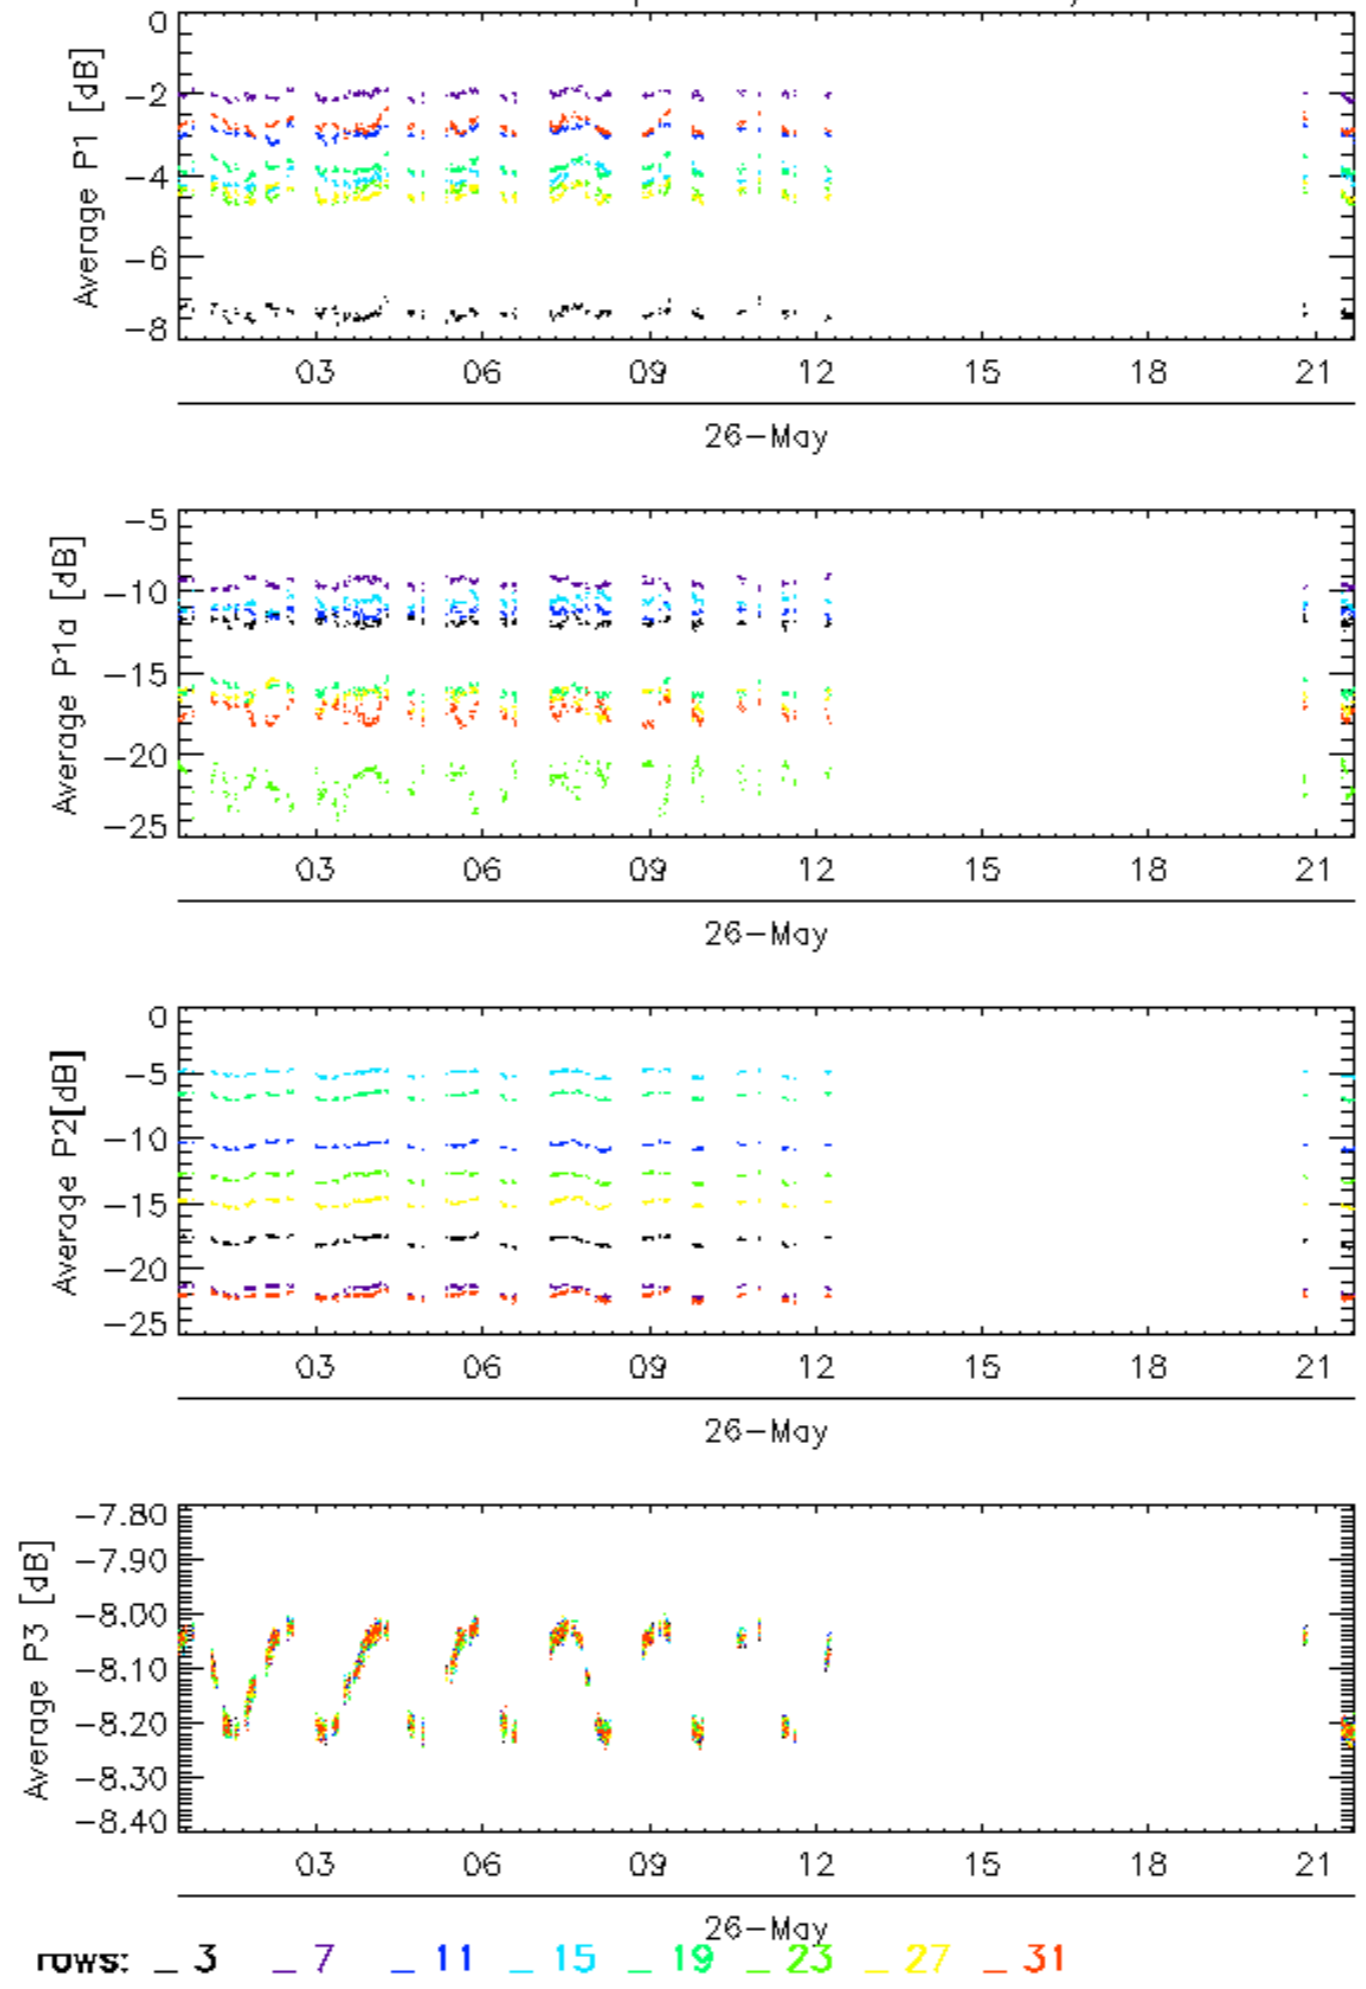 0
-2
-4
-6
-8
Average P1 [dB]
03 06 09 12 15 18 21
26-May
-5
-10
-15
-20
-25
Average P1a [dB]
03 06 09 12 15 18 21
26-May
0
-5
-10
-15
-20
-25
Average P2[dB]
03 06 09 12 15 18 21
26-May
-7.80
-7.90
-8.00
-8.10
-8.20
-8.30
-8.40
Average P3 [dB]
03 06 09 12 15 18 21
26-May
rows: _ 3 _ 7 _ 11 _ 15 _ 19 _ 23 _ 27 _ 31